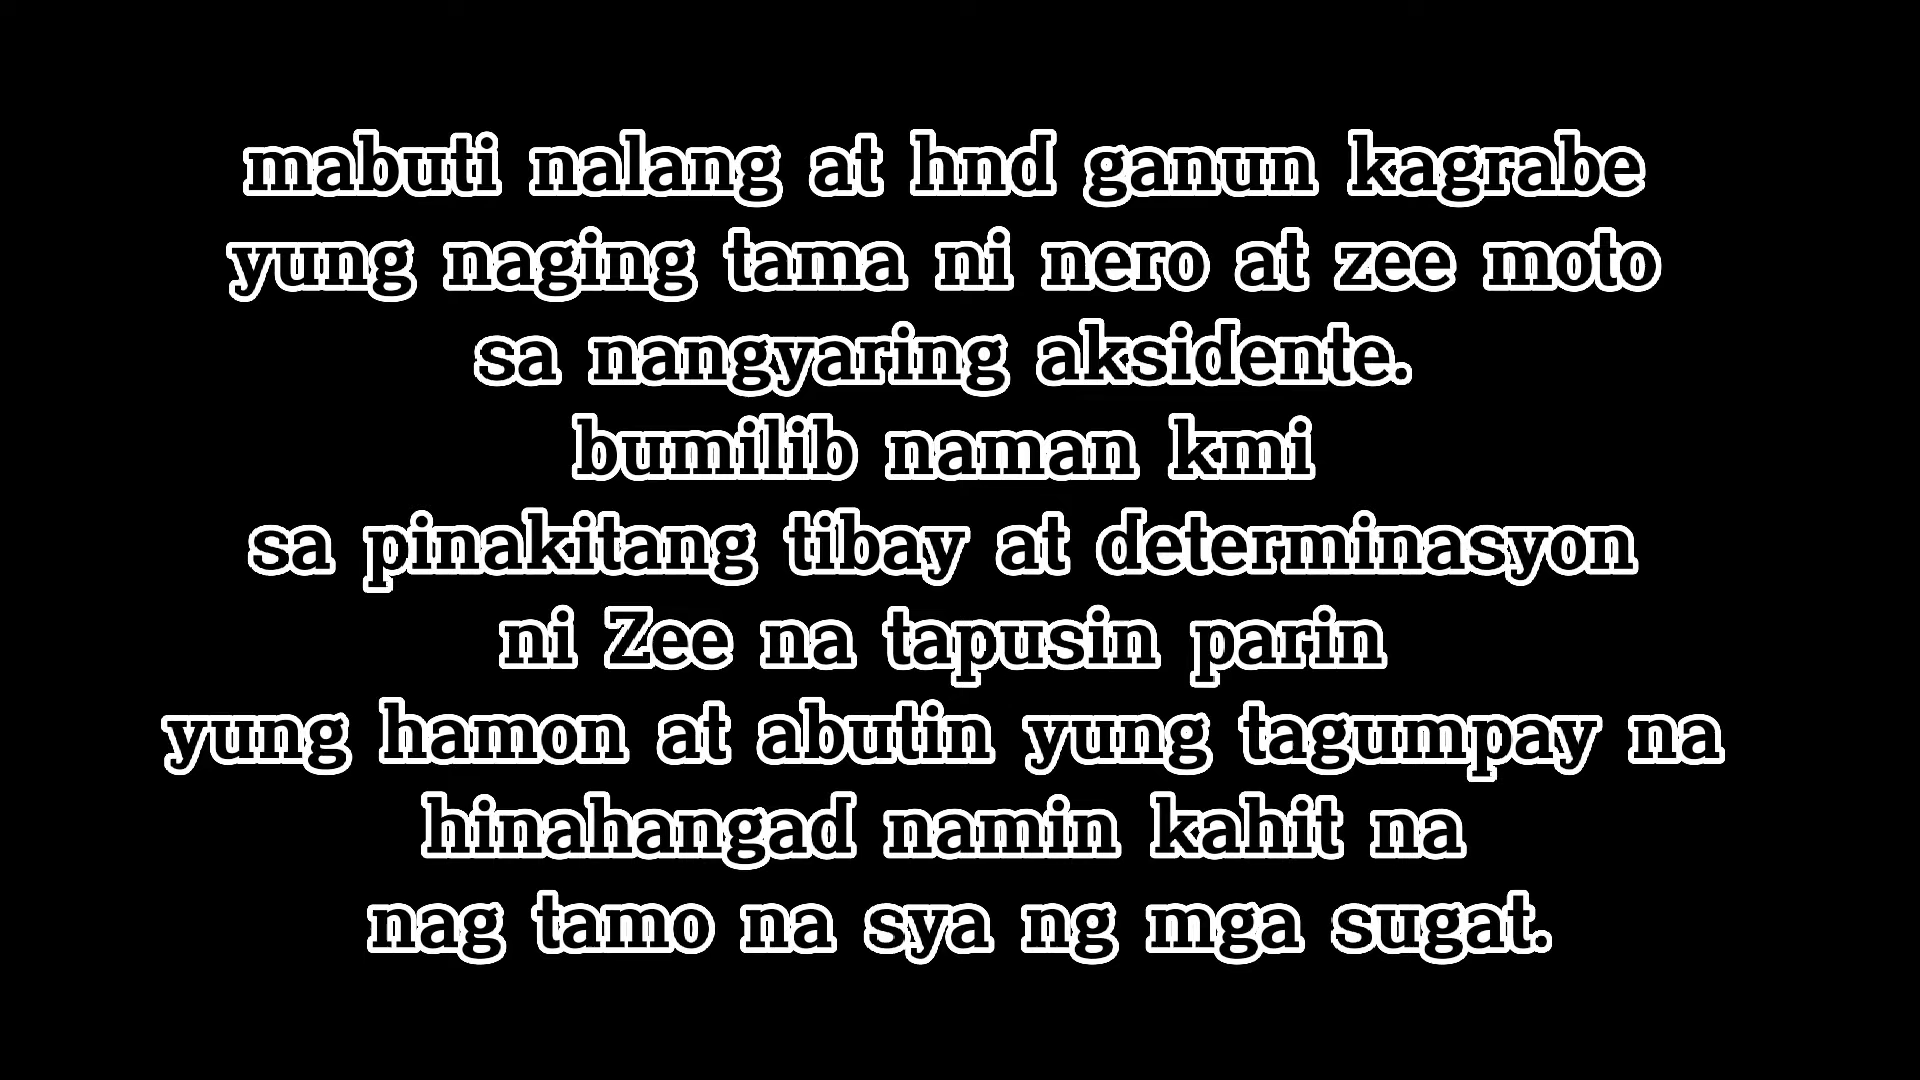 mabuti nalang at hnd ganun kagrabe
yung naging tama ni nero at zee moto
sa nangyaring aksidente.
bumilib naman kmi
sa pinakitang tibay at determinasyon
ni Zee na tapusin parin
yung hamon at abutin yung tagumpay na
hinahangad namin kahit na
nag tamo na sya ng mga sugat.